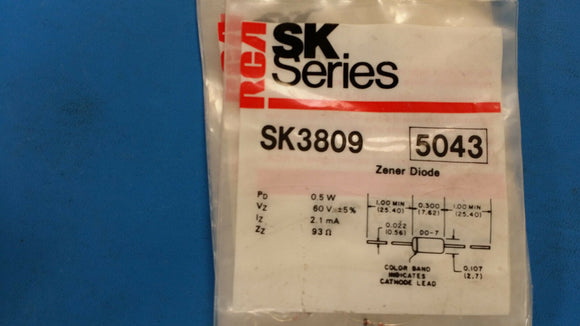 RCA
SK
Series
SK3809 5043
Zener Diode
PD 0.5 W
VZ 60 V ±5%
IZ 2.1 mA
ZZ 93 Ω
1.00 MIN 0.300 1.00 MIN
(25.40) (7.62) (25.40)
0.022
(0.56)
DO-7
COLOR BAND
INDICATES
CATHODE LEAD
0.107
(2.7)